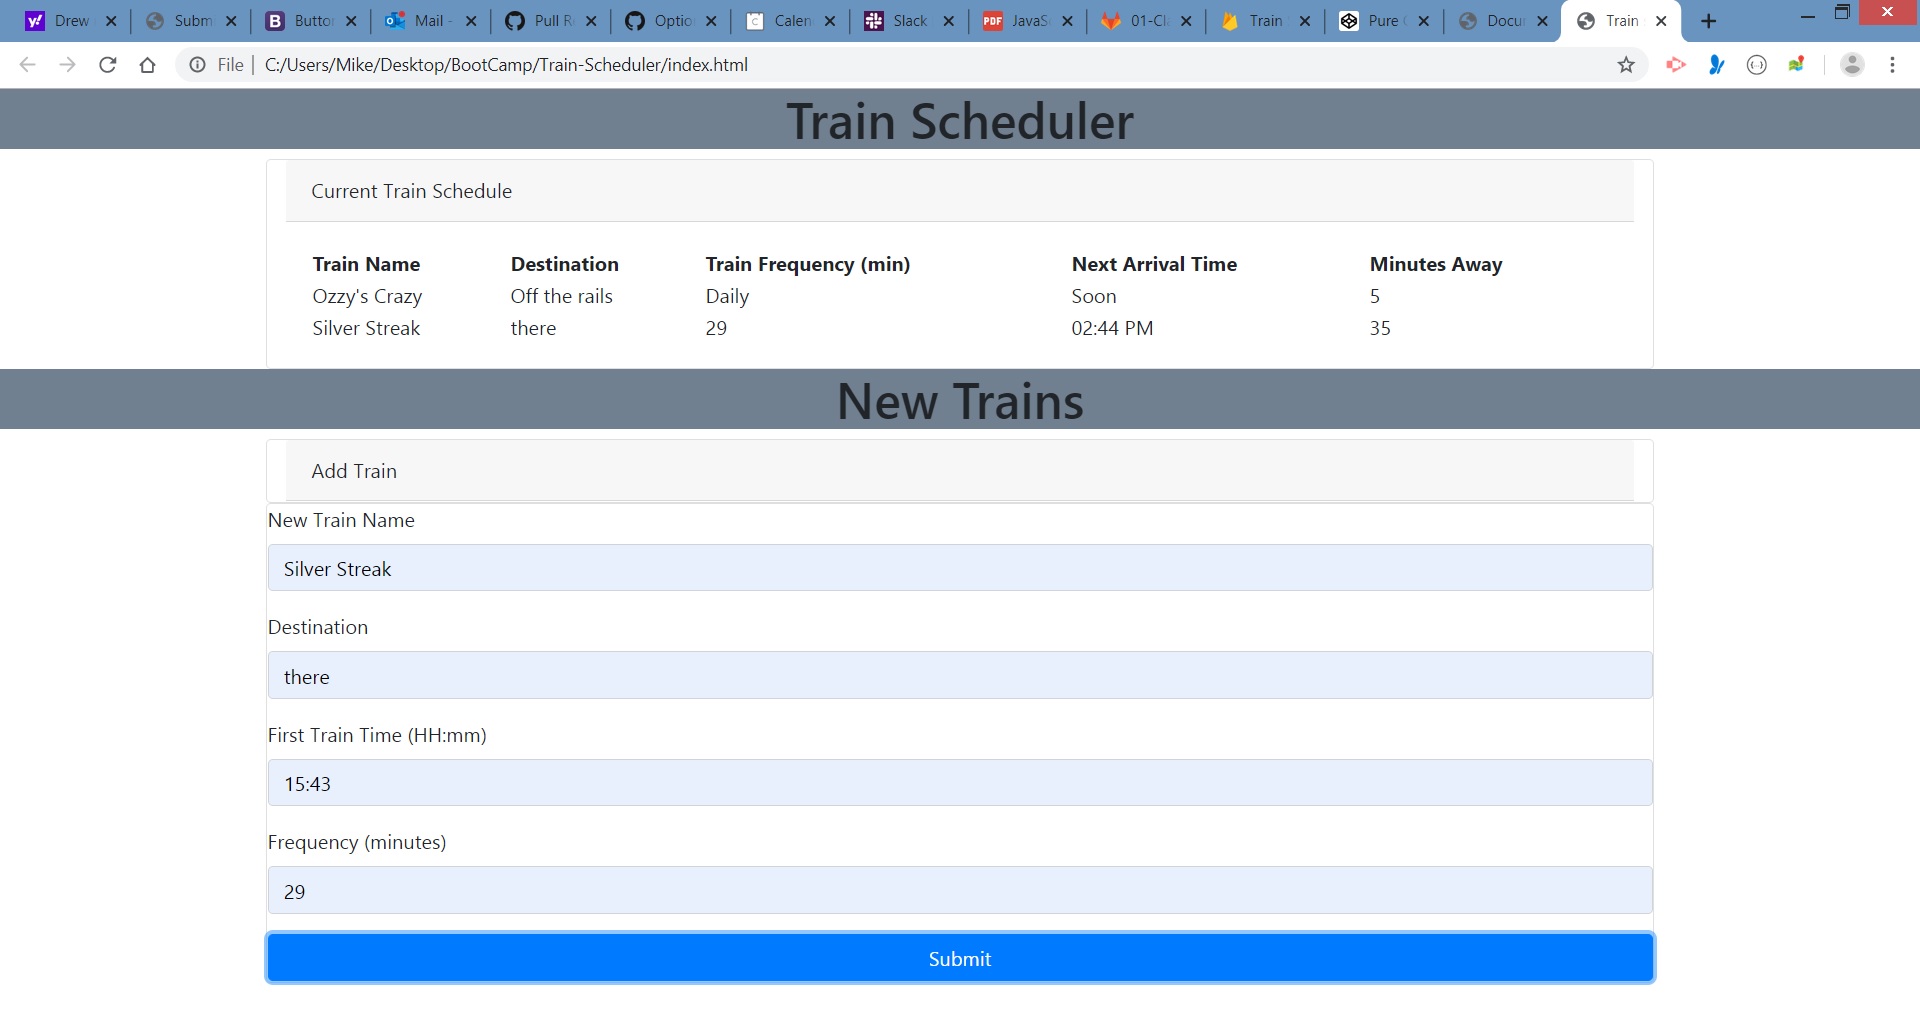 Drew Subm Button Mail - Pull R Option Calen Slack JavaS 01-Cl Train Pure Docu Train
File C:/Users/Mike/Desktop/BootCamp/Train-Scheduler/index.html
Train Scheduler
Current Train Schedule
Train Name Destination Train Frequency (min) Next Arrival Time Minutes Away
Ozzy's Crazy Off the rails Daily Soon 5
Silver Streak there 29 02:44 PM 35
New Trains
Add Train
New Train Name
Silver Streak
Destination
there
First Train Time (HH:mm)
15:43
Frequency (minutes)
29
Submit